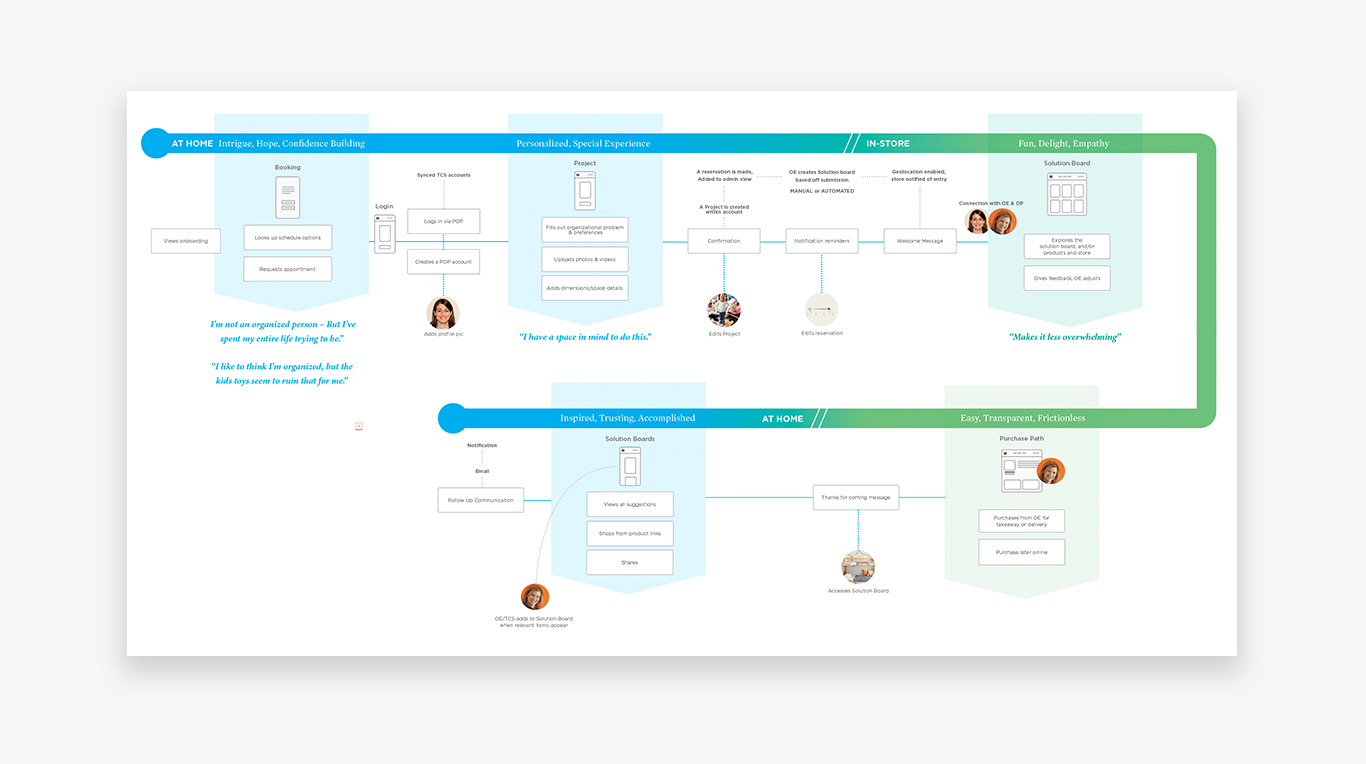 AT HOME Intrigue, Hope, Confidence Building
Personalized, Special Experience
IN-STORE
Fun, Delight, Empathy
Booking
Views onboarding
Looks up schedule options
Requests appointment
I’m not an organized person – But I’ve
spent my entire life trying to be.”
“I like to think I’m organized, but the
kids toys seem to ruin that for me.”
Login
Synced TCS accounts
Logs in via POP
Creates a POP account
Adds profile pic
Project
Fills out organizational problem
& preferences
Uploads photos & videos
Adds dimensions/space details
“I have a space in mind to do this.”
A reservation is made,
Added to admin view
A Project is created
within account
Confirmation
Edits Project
OE creates Solution board
based off submission
MANUAL or AUTOMATED
Notification reminders
Edits reservation
Geolocation enabled,
store notified of entry
Welcome Message
Connection with OE & OP
Solution Board
Explores the
solution board, and/or
products and store
Gives feedback, OE adjusts
“Makes it less overwhelming”
Inspired, Trusting, Accomplished
AT HOME
Easy, Transparent, Frictionless
Notification
Email
Follow Up Communication
Solution Boards
Views all suggestions
Shops from product links
Shares
OE/TCS adds to Solution Board
when relevant items appear
Thanks for coming message
Accesses Solution Board
Purchase Path
Purchases from OE for
takeaway or delivery
Purchase later online